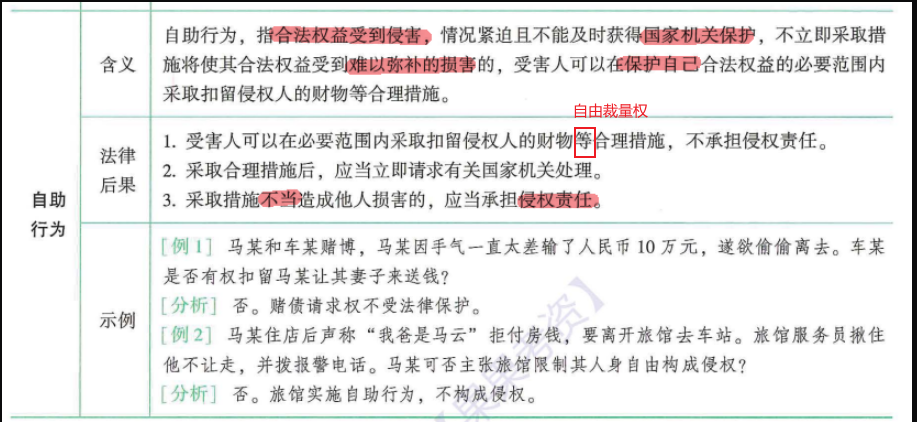 自助行为，指合法权益受到侵害，情况紧迫且不能及时获得国家机关保护，不立即采取措
含义
施将使其合法权益受到难以弥补的损害的，受害人可以在保护自己合法权益的必要范围内
采取扣留侵权人的财物等合理措施。
自由裁量权
1. 受害人可以在必要范围内采取扣留侵权人的财物等合理措施，不承担侵权责任。
法律
后果
2. 采取合理措施后，应当立即请求有关国家机关处理。
3. 采取措施不当造成他人损害的，应当承担侵权责任。
自助
行为
[例1] 马某和车某赌博，马某因手气一直太差输了人民币10万元，遂欲偷偷离去。车某
是否有权扣留马某让其妻子来送钱？
[分析] 否。赌债请求权不受法律保护。
示例
[例2] 马某住店后声称“我爸是马云”拒付房钱，要离开旅馆去车站。旅馆服务员揪住
他不让走，并拨报警电话。马某可否主张旅馆限制其人身自由构成侵权？
[分析] 否。旅馆实施自助行为，不构成侵权。